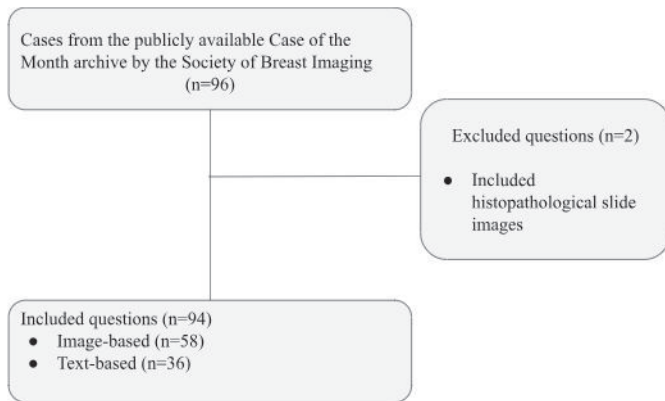 Cases from the publicly available Case of the
Month archive by the Society of Breast Imaging
(n=96)
Excluded questions (n=2)
● Included
histopathological slide
images
Included questions (n=94)
● Image-based (n=58)
● Text-based (n=36)